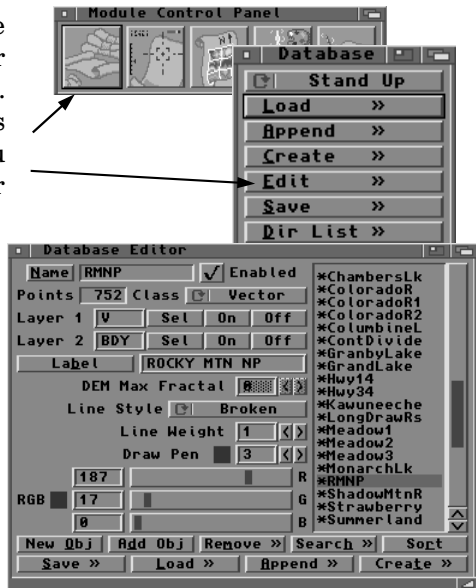 e
r
.
s
u
r
Module Control Panel
Database
Stand Up
Load »
Append »
Create »
Edit »
Save »
Dir List »
Database Editor
Name RMNP ✓ Enabled
Points 752 Class Vector
Layer 1 V Sel On Off
Layer 2 BDY Sel On Off
Label ROCKY MTN NP
DEM Max Fractal 0 < >
Line Style Broken
Line Weight 1 < >
Draw Pen 3 < >
187 R
RGB 17 G
0 B
*ChambersLk
*ColoradoR
*ColoradoR1
*ColoradoR2
*ColumbineL
*ContDivide
*GranbyLake
*GrandLake
*Hwy14
*Hwy34
*Kawuneeche
*LongDrawRs
*Meadow1
*Meadow2
*Meadow3
*MonarchLk
*RMNP
*ShadowMtnR
*Strawberry
*Summerland
New Obj Add Obj Remove » Search » Sort
Save » Load » Append » Create »